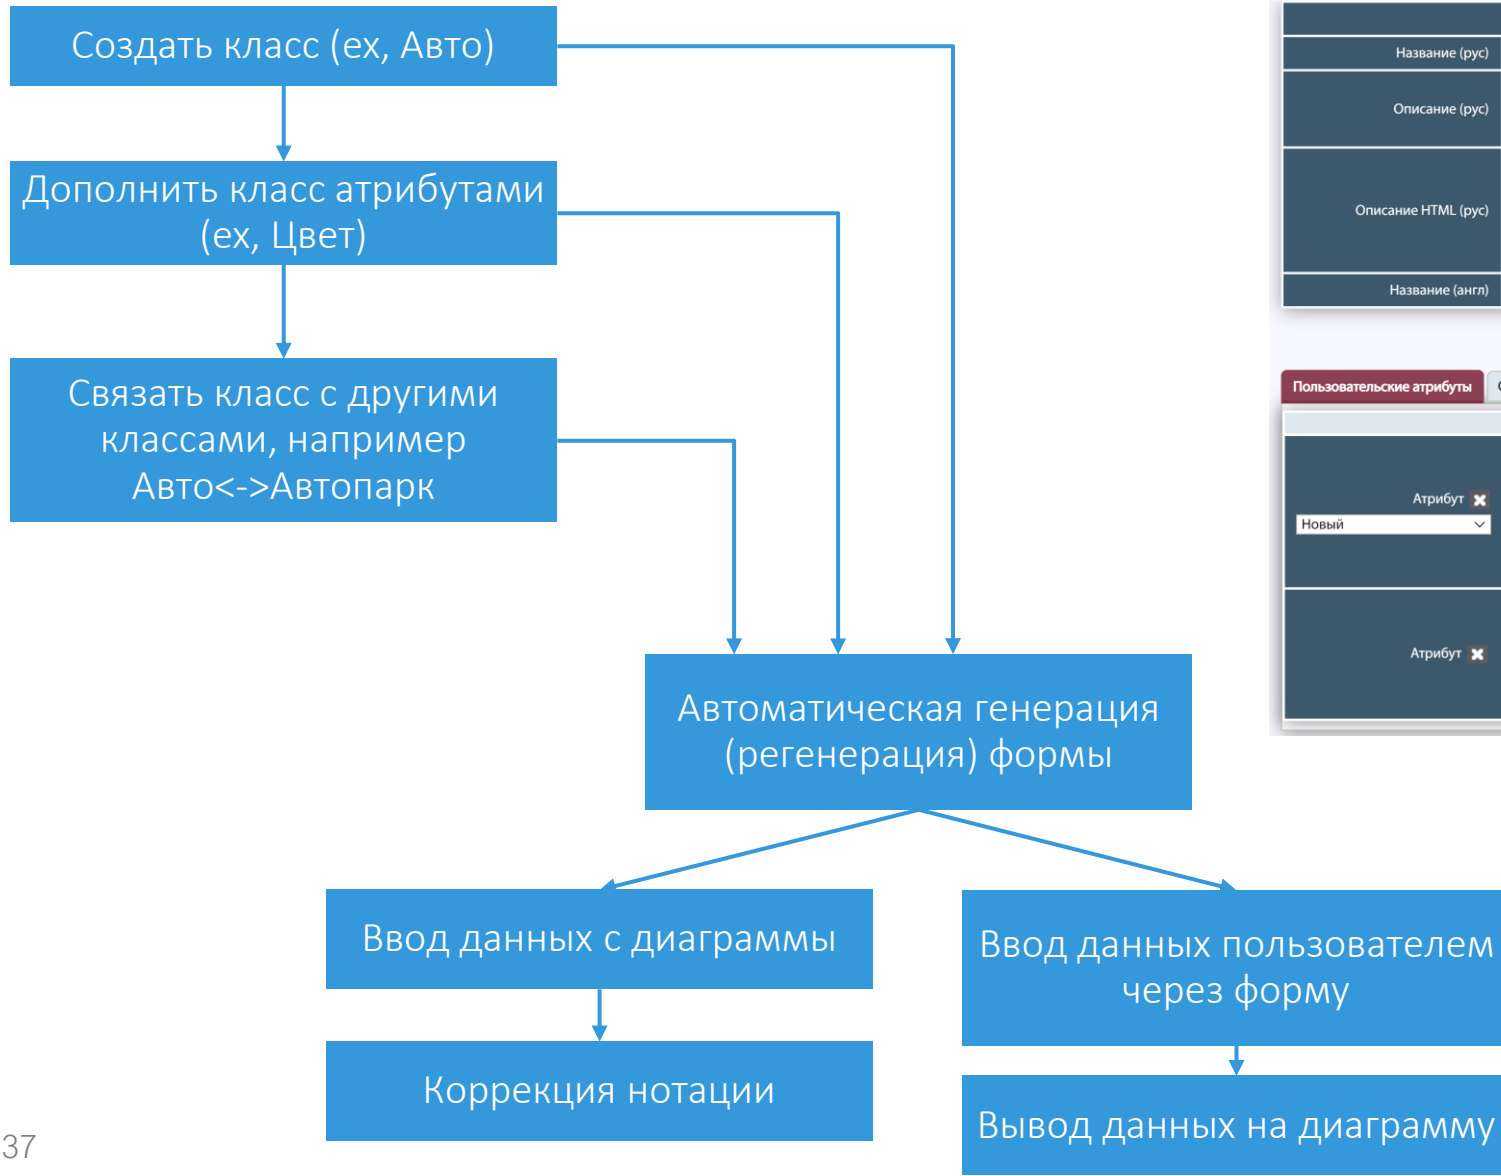 Создать класс (ex, Авто)
Дополнить класс атрибутами
(ex, Цвет)
Связать класс с другими
классами, например
Авто<->Автопарк
Автоматическая генерация
(регенерация) формы
Ввод данных с диаграммы
Коррекция нотации
Ввод данных пользователем
через форму
Вывод данных на диаграмму
Название (рус)
Описание (рус)
Описание HTML (рус)
Название (англ)
Пользовательские атрибуты
Атрибут
Новый
Атрибут
37